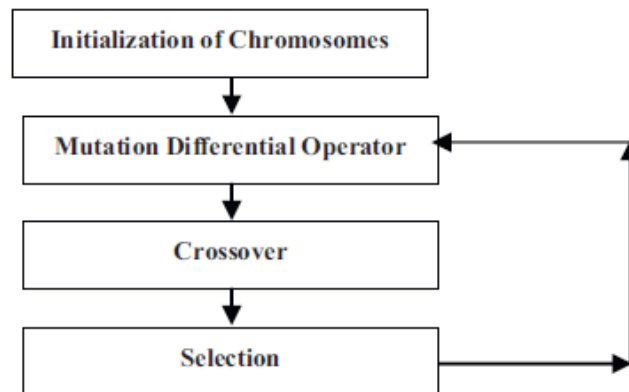 Initialization of Chromosomes
Mutation Differential Operator
Crossover
Selection